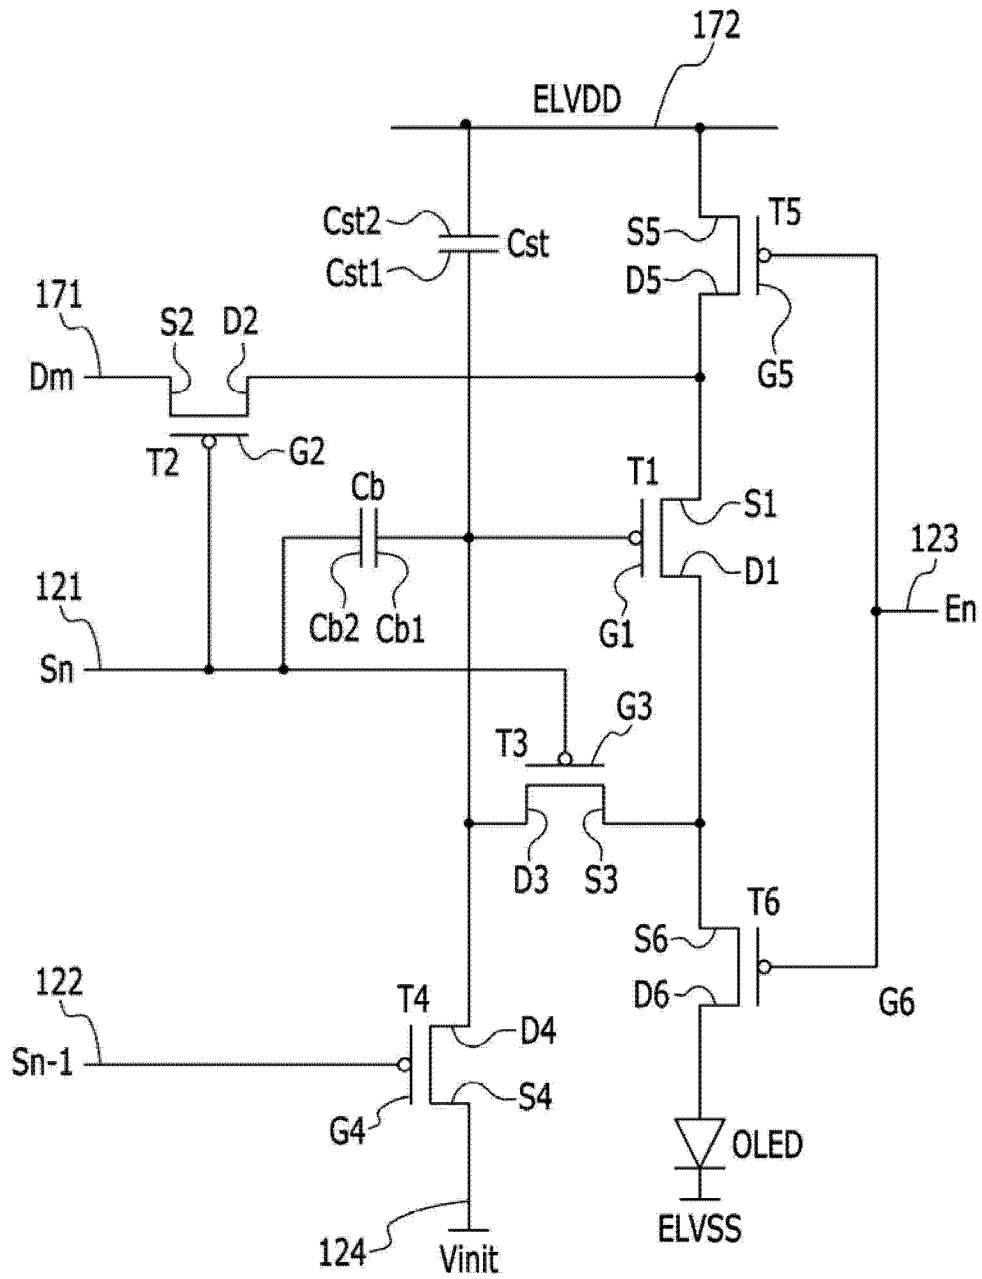 172
ELVDD
Cst2
Cst
Cst1
T5
S5
D5
G5
171
S2
D2
Dm
T2
G2
T1
S1
D1
G1
Cb
Cb2
Cb1
123
En
121
Sn
G3
T3
D3
S3
T6
S6
D6
G6
122
Sn-1
T4
D4
S4
G4
OLED
ELVSS
124
Vinit